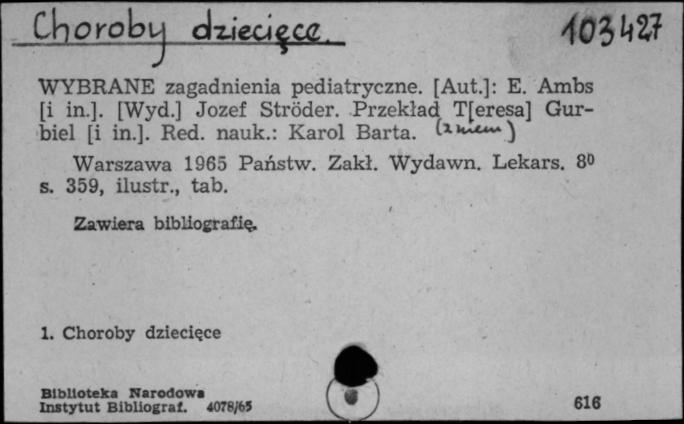 Choroby dziecięce.
103427
WYBRANE zagadnienia pediatryczne. [Aut.]: E. Ambs
[i in.]. [Wyd.] Jozef Ströder. Przekład T[eresa] Gur-
biel [i in.]. Red. nauk.: Karol Barta. (z niem)
Warszawa 1965 Państw. Zakł. Wydawn. Lekars. 8⁰
s. 359, ilustr., tab.
Zawiera bibliografię.
1. Choroby dziecięce
Biblioteka Narodowa
Instytut Bibliograf. 4078/65
616